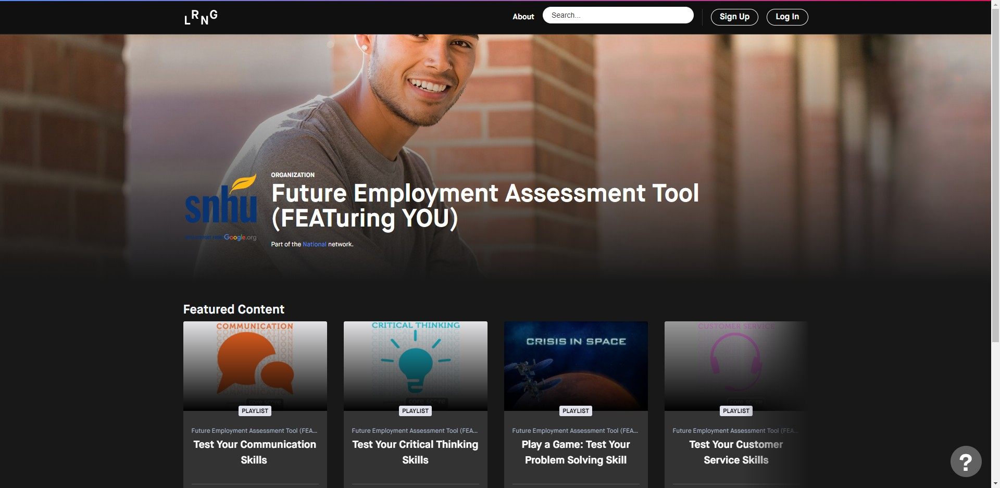 LRNG
About
Search...
Sign Up
Log In
ORGANIZATION
Future Employment Assessment Tool
(FEATuring YOU)
snhu
Google.org
Part of the National network.
Featured Content
COMMUNICATION
PLAYLIST
Future Employment Assessment Tool (FEA...
Test Your Communication
Skills
CRITICAL THINKING
PLAYLIST
Future Employment Assessment Tool (FEA...
Test Your Critical Thinking
Skills
CRISIS IN SPACE
PLAYLIST
Future Employment Assessment Tool (FEA...
Play a Game: Test Your
Problem Solving Skill
CUSTOMER SERVICE
PLAYLIST
Future Employment Assessment Tool (FEA...
Test Your Customer
Service Skills
?